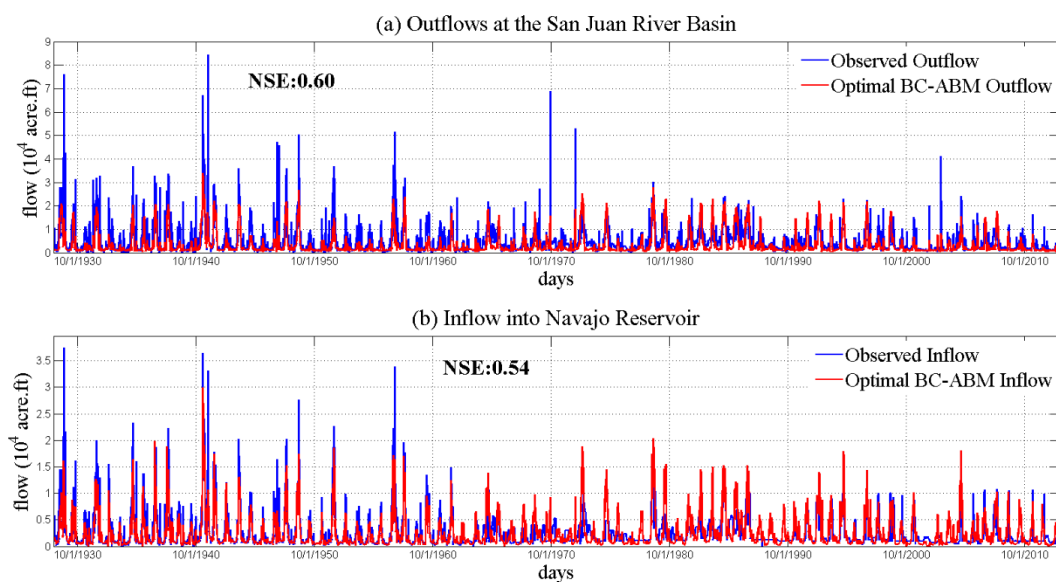 (a) Outflows at the San Juan River Basin
9
8
7
6
5
4
3
2
1
0
flow (10⁴ acre.ft)
NSE:0.60
Observed Outflow
Optimal BC-ABM Outflow
10/1/1930 10/1/1940 10/1/1950 10/1/1960 10/1/1970 10/1/1980 10/1/1990 10/1/2000 10/1/2010
days
(b) Inflow into Navajo Reservoir
3.5
3
2.5
2
1.5
1
0.5
0
flow (10⁴ acre.ft)
NSE:0.54
Observed Inflow
Optimal BC-ABM Inflow
10/1/1930 10/1/1940 10/1/1950 10/1/1960 10/1/1970 10/1/1980 10/1/1990 10/1/2000 10/1/2010
days